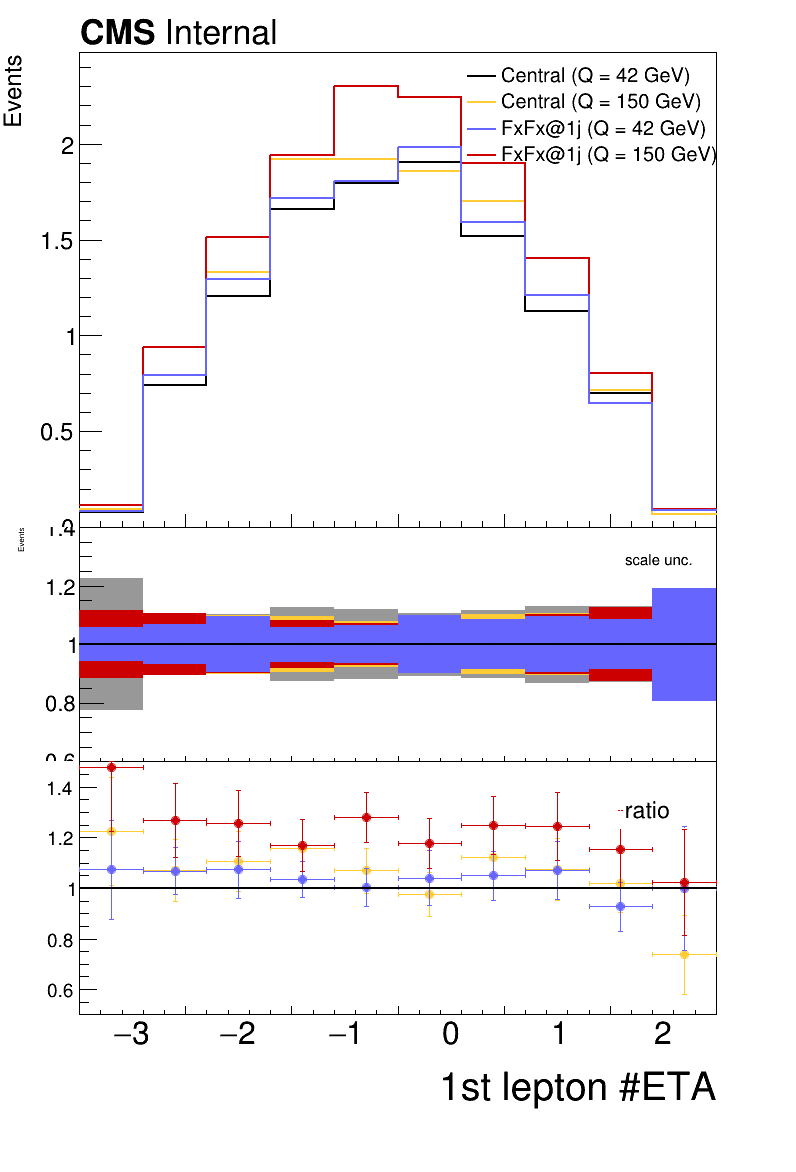 CMS Internal
Events
Central (Q = 42 GeV)
Central (Q = 150 GeV)
FxFx@1j (Q = 42 GeV)
FxFx@1j (Q = 150 GeV)
2
1.5
1
0.5
0
Events
1.4
scale unc.
1.2
1
0.8
0.6
1.4
ratio
1.2
1
0.8
0.6
−3 −2 −1 0 1 2
1st lepton #ETA